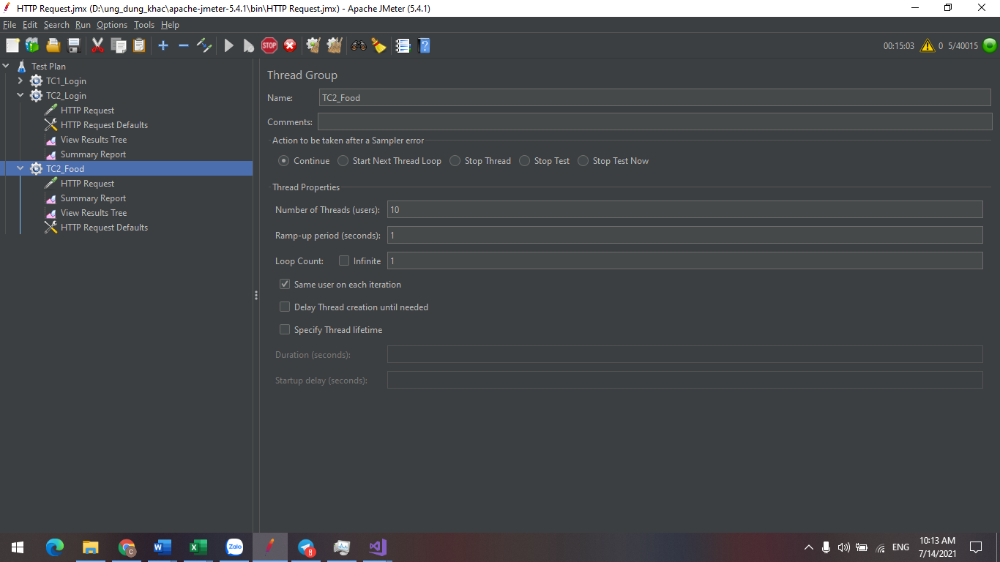 HTTP Request.jmx (D:\ung_dung_khac\apache-jmeter-5.4.1\bin\HTTP Request.jmx) - Apache JMeter (5.4.1)
File Edit Search Run Options Tools Help
STOP 00:15:03 0 5/40015
Test Plan
TC1_Login
TC2_Login
HTTP Request
HTTP Request Defaults
View Results Tree
Summary Report
TC2_Food
HTTP Request
Summary Report
View Results Tree
HTTP Request Defaults
Thread Group
Name: TC2_Food
Comments:
Action to be taken after a Sampler error
Continue Start Next Thread Loop Stop Thread Stop Test Stop Test Now
Thread Properties
Number of Threads (users): 10
Ramp-up period (seconds): 1
Loop Count: Infinite 1
Same user on each iteration
Delay Thread creation until needed
Specify Thread lifetime
Duration (seconds):
Startup delay (seconds):
C W X Zalo 8 ENG 10:13 AM
7/14/2021